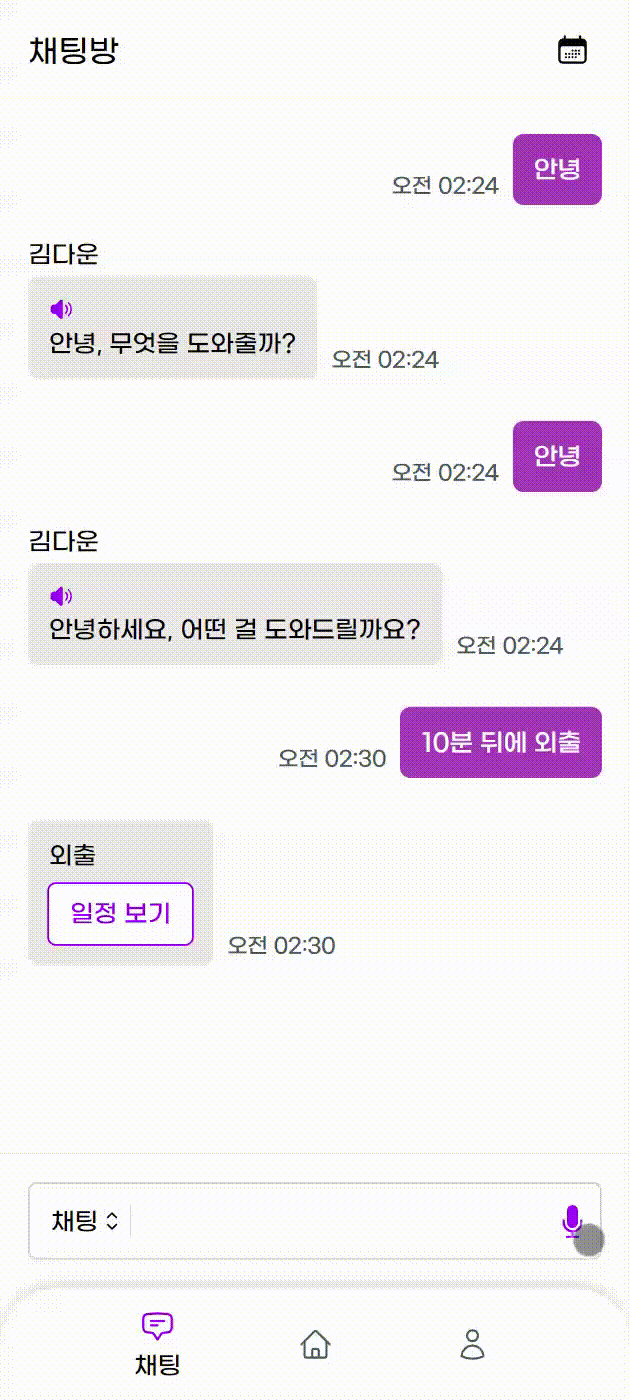 채팅방
안녕
오전 02:24
김다운
안녕, 무엇을 도와줄까?
오전 02:24
안녕
오전 02:24
김다운
안녕하세요, 어떤 걸 도와드릴까요?
오전 02:24
10분 뒤에 외출
오전 02:30
외출
일정 보기
오전 02:30
채팅
채팅